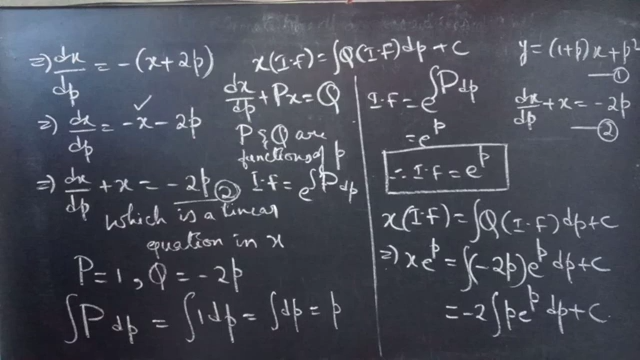 ⇒ dx/dp = -(x+2p)
⇒ dx/dp = -x - 2p
⇒ dx/dp + x = -2p ②
which is a linear
equation in x
P=1, Q=-2p
∫P dp = ∫1dp = ∫dp = p
x(I.f) = ∫Q(I.f)dp + c
dx/dp + Px = Q
P & Q are
functions of p
I.f = e^∫P dp
I.f = e^∫P dp
= e^p
∴ I.f = e^p
y = (1+p)x + p²
①
dx/dp + x = -2p
②
x(I.f) = ∫Q(I.f)dp + c
⇒ xe^p = ∫(-2p)e^p dp + c
= -2∫pe^p dp + c